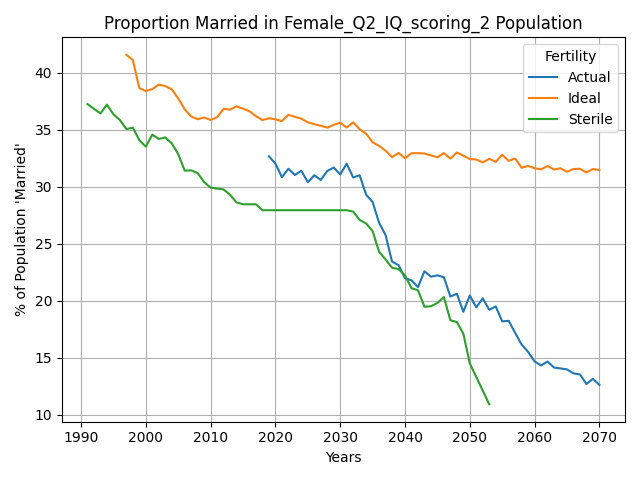 Proportion Married in Female_Q2_IQ_scoring_2 Population
Fertility
Actual
Ideal
Sterile
% of Population 'Married'
40
35
30
25
20
15
10
1990 2000 2010 2020 2030 2040 2050 2060 2070
Years